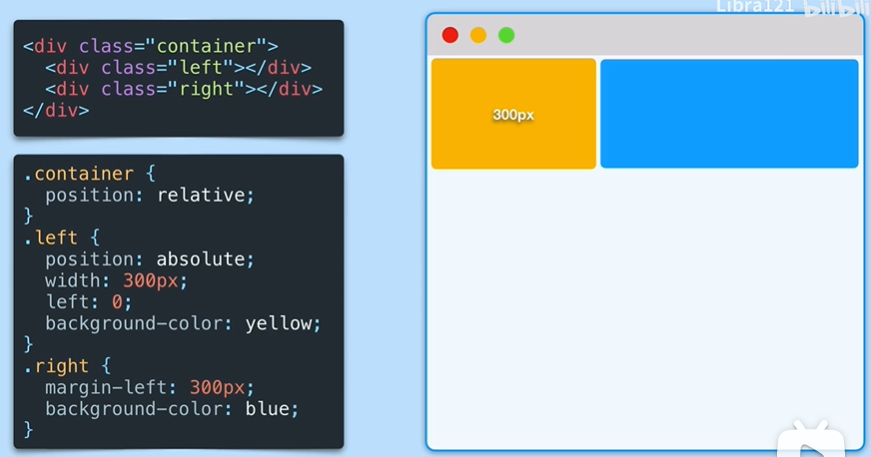 Libra121 bilibili
<div class="container">
  <div class="left"></div>
  <div class="right"></div>
</div>
300px
.container {
  position: relative;
}
.left {
  position: absolute;
  width: 300px;
  left: 0;
  background-color: yellow;
}
.right {
  margin-left: 300px;
  background-color: blue;
}